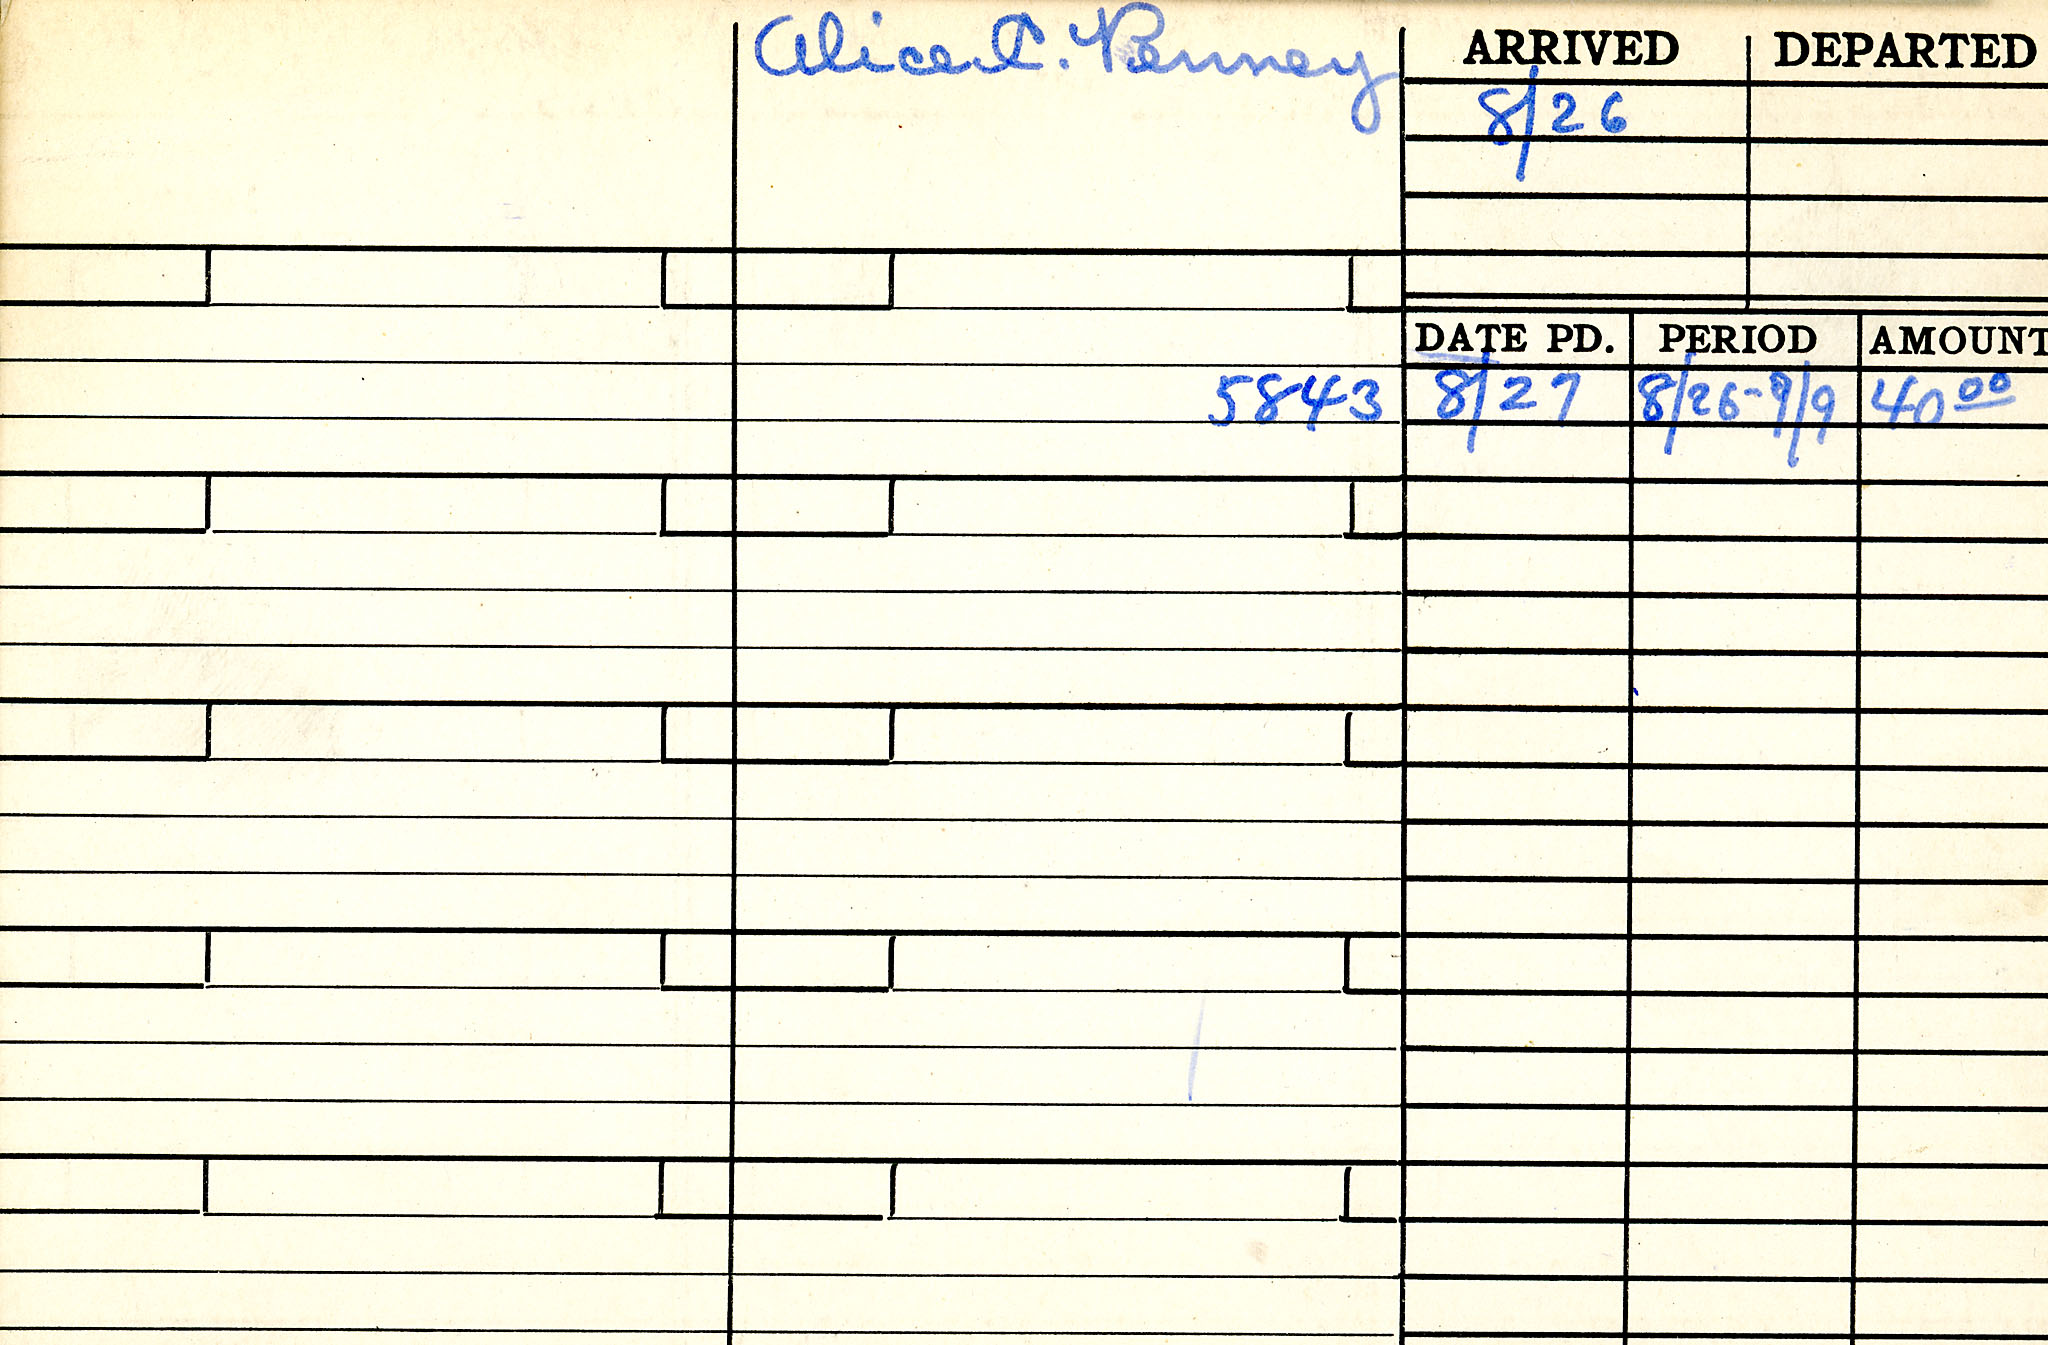 Alice C. Penney
ARRIVED DEPARTED
8/26
DATE PD. PERIOD AMOUNT
5843 8/27 8/26-9/9 40 00